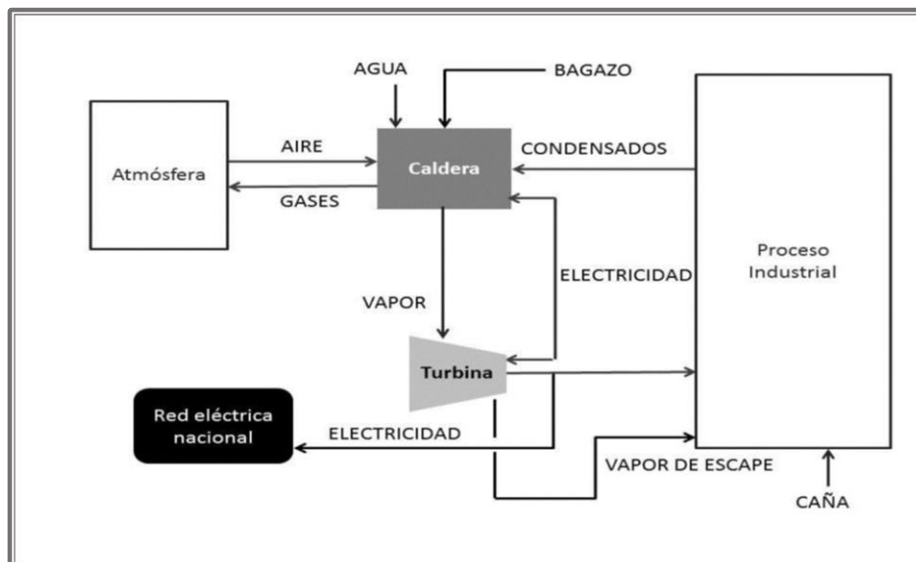 AGUA
BAGAZO
AIRE
Caldera
CONDENSADOS
Atmósfera
GASES
Proceso
Industrial
ELECTRICIDAD
VAPOR
Turbina
Red eléctrica
nacional
ELECTRICIDAD
VAPOR DE ESCAPE
CAÑA